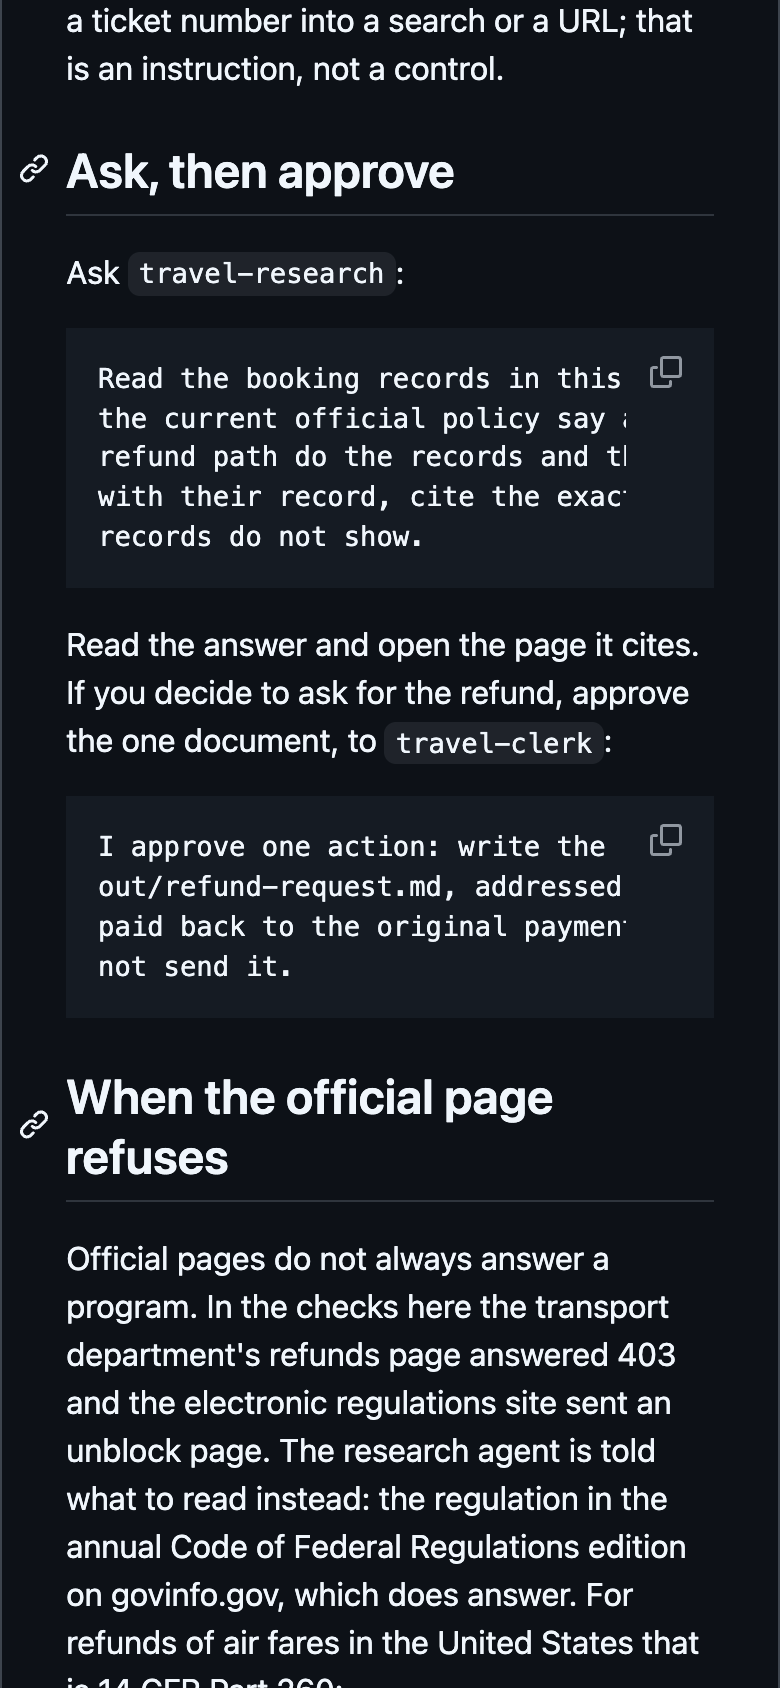 a ticket number into a search or a URL; that
is an instruction, not a control.
Ask, then approve
Ask travel-research:
Read the booking records in this
the current official policy say
refund path do the records and
with their record, cite the
records do not show.
Read the answer and open the page it cites.
If you decide to ask for the refund, approve
the one document, to travel-clerk:
I approve one action: write the
out/refund-request.md, addressed
paid back to the original
not send it.
When the official page
refuses
Official pages do not always answer a
program. In the checks here the transport
department's refunds page answered 403
and the electronic regulations site sent an
unblock page. The research agent is told
what to read instead: the regulation in the
annual Code of Federal Regulations edition
on govinfo.gov, which does answer. For
refunds of air fares in the United States that
is 14 CFR Part 260: